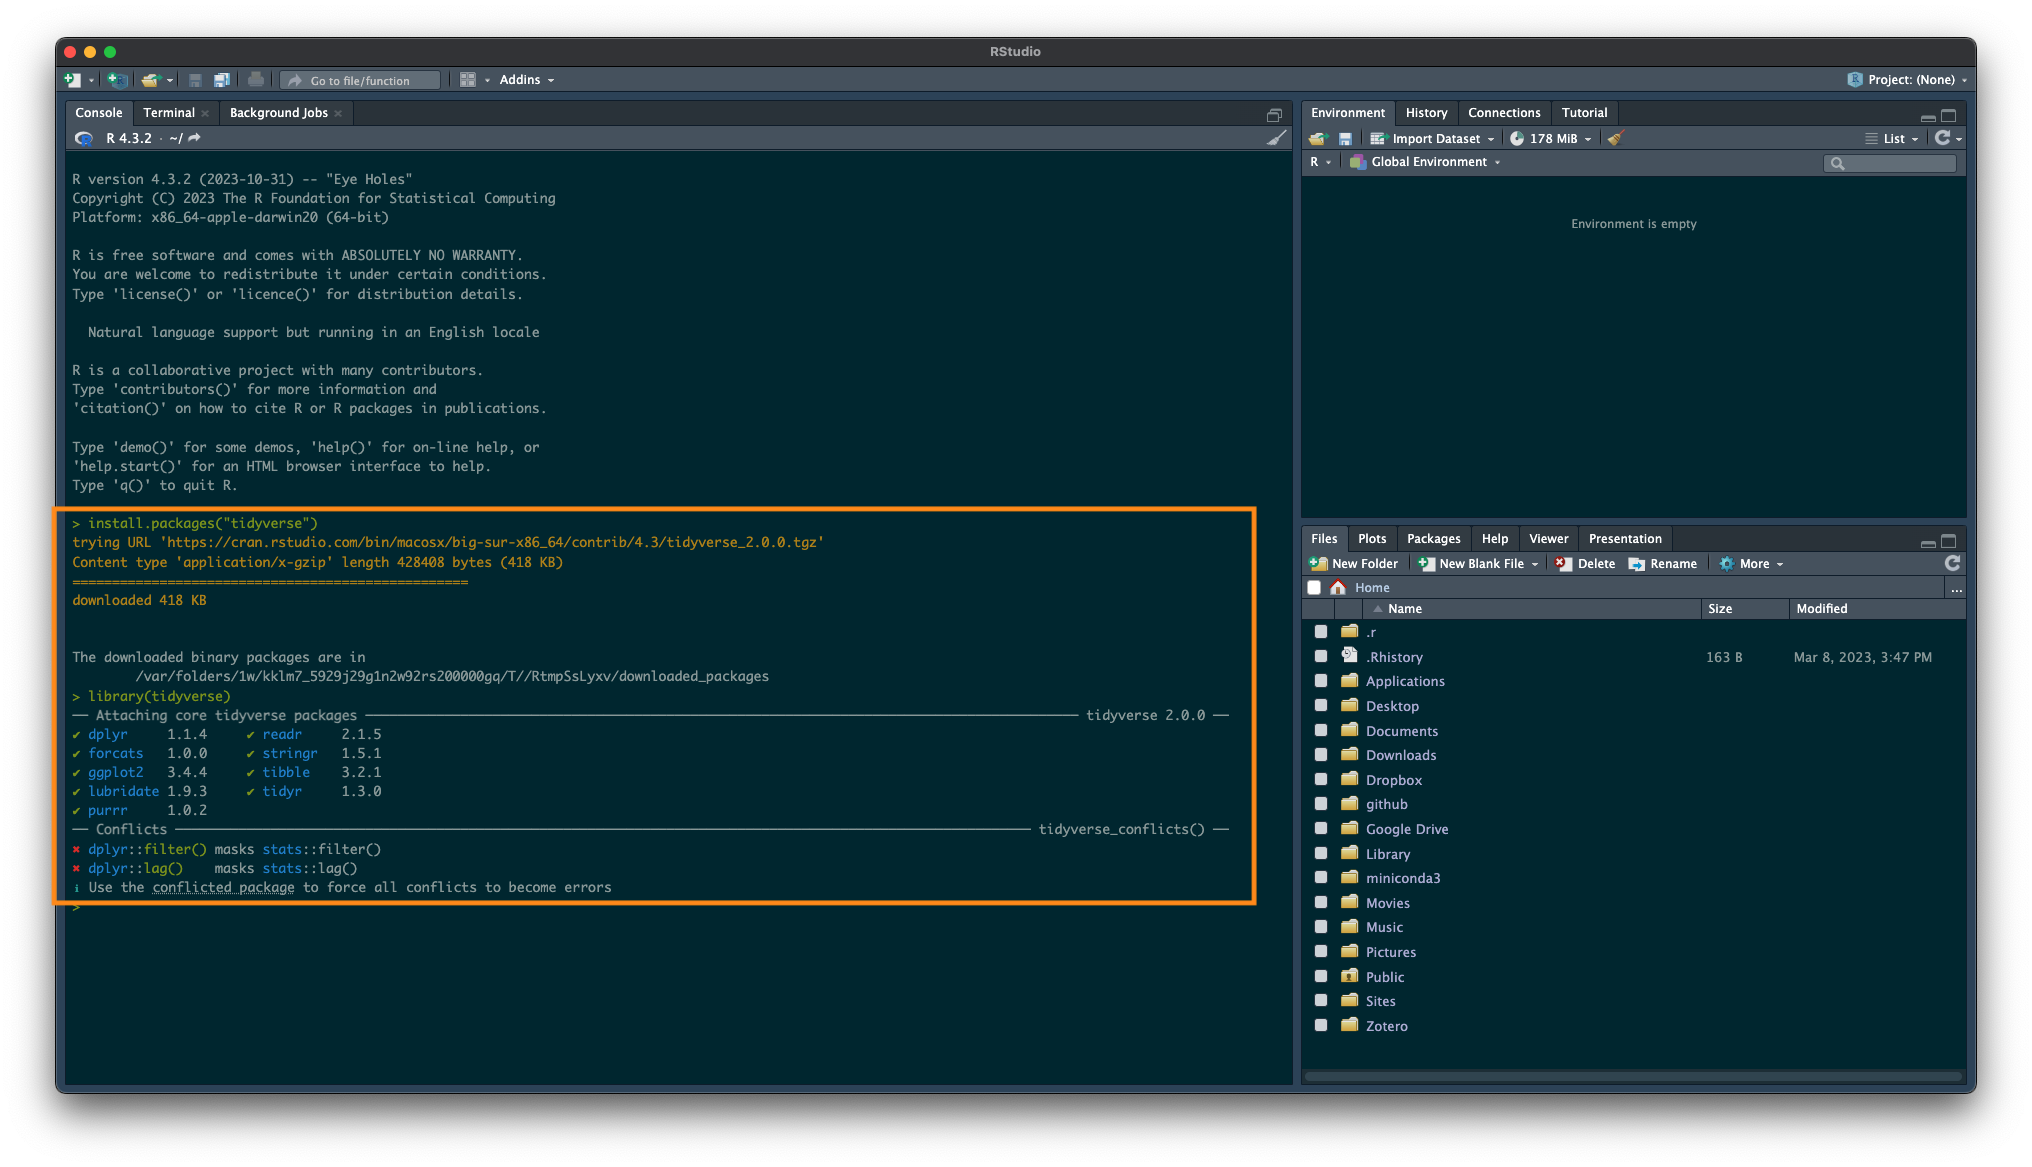 RStudio
Go to file/function
Addins
Project: (None)
Console Terminal Background Jobs
R 4.3.2 · ~/
R version 4.3.2 (2023-10-31) -- "Eye Holes"
Copyright (C) 2023 The R Foundation for Statistical Computing
Platform: x86_64-apple-darwin20 (64-bit)
R is free software and comes with ABSOLUTELY NO WARRANTY.
You are welcome to redistribute it under certain conditions.
Type 'license()' or 'licence()' for distribution details.
Natural language support but running in an English locale
R is a collaborative project with many contributors.
Type 'contributors()' for more information and
'citation()' on how to cite R or R packages in publications.
Type 'demo()' for some demos, 'help()' for on-line help, or
'help.start()' for an HTML browser interface to help.
Type 'q()' to quit R.
> install.packages("tidyverse")
trying URL 'https://cran.rstudio.com/bin/macosx/big-sur-x86_64/contrib/4.3/tidyverse_2.0.0.tgz'
Content type 'application/x-gzip' length 428408 bytes (418 KB)
==================================================
downloaded 418 KB
The downloaded binary packages are in
/var/folders/1w/kklm7_5929j29g1n2w92rs200000gq/T//RtmpSsLyxv/downloaded_packages
> library(tidyverse)
── Attaching core tidyverse packages ── tidyverse 2.0.0 ──
✔ dplyr 1.1.4 ✔ readr 2.1.5
✔ forcats 1.0.0 ✔ stringr 1.5.1
✔ ggplot2 3.4.4 ✔ tibble 3.2.1
✔ lubridate 1.9.3 ✔ tidyr 1.3.0
✔ purrr 1.0.2
── Conflicts ── tidyverse_conflicts() ──
✖ dplyr::filter() masks stats::filter()
✖ dplyr::lag() masks stats::lag()
ℹ Use the conflicted package to force all conflicts to become errors
>
Environment History Connections Tutorial
Import Dataset 178 MiB List
R Global Environment
Environment is empty
Files Plots Packages Help Viewer Presentation
New Folder New Blank File Delete Rename More
Home ...
Name Size Modified
.r
.Rhistory 163 B Mar 8, 2023, 3:47 PM
Applications
Desktop
Documents
Downloads
Dropbox
github
Google Drive
Library
miniconda3
Movies
Music
Pictures
Public
Sites
Zotero